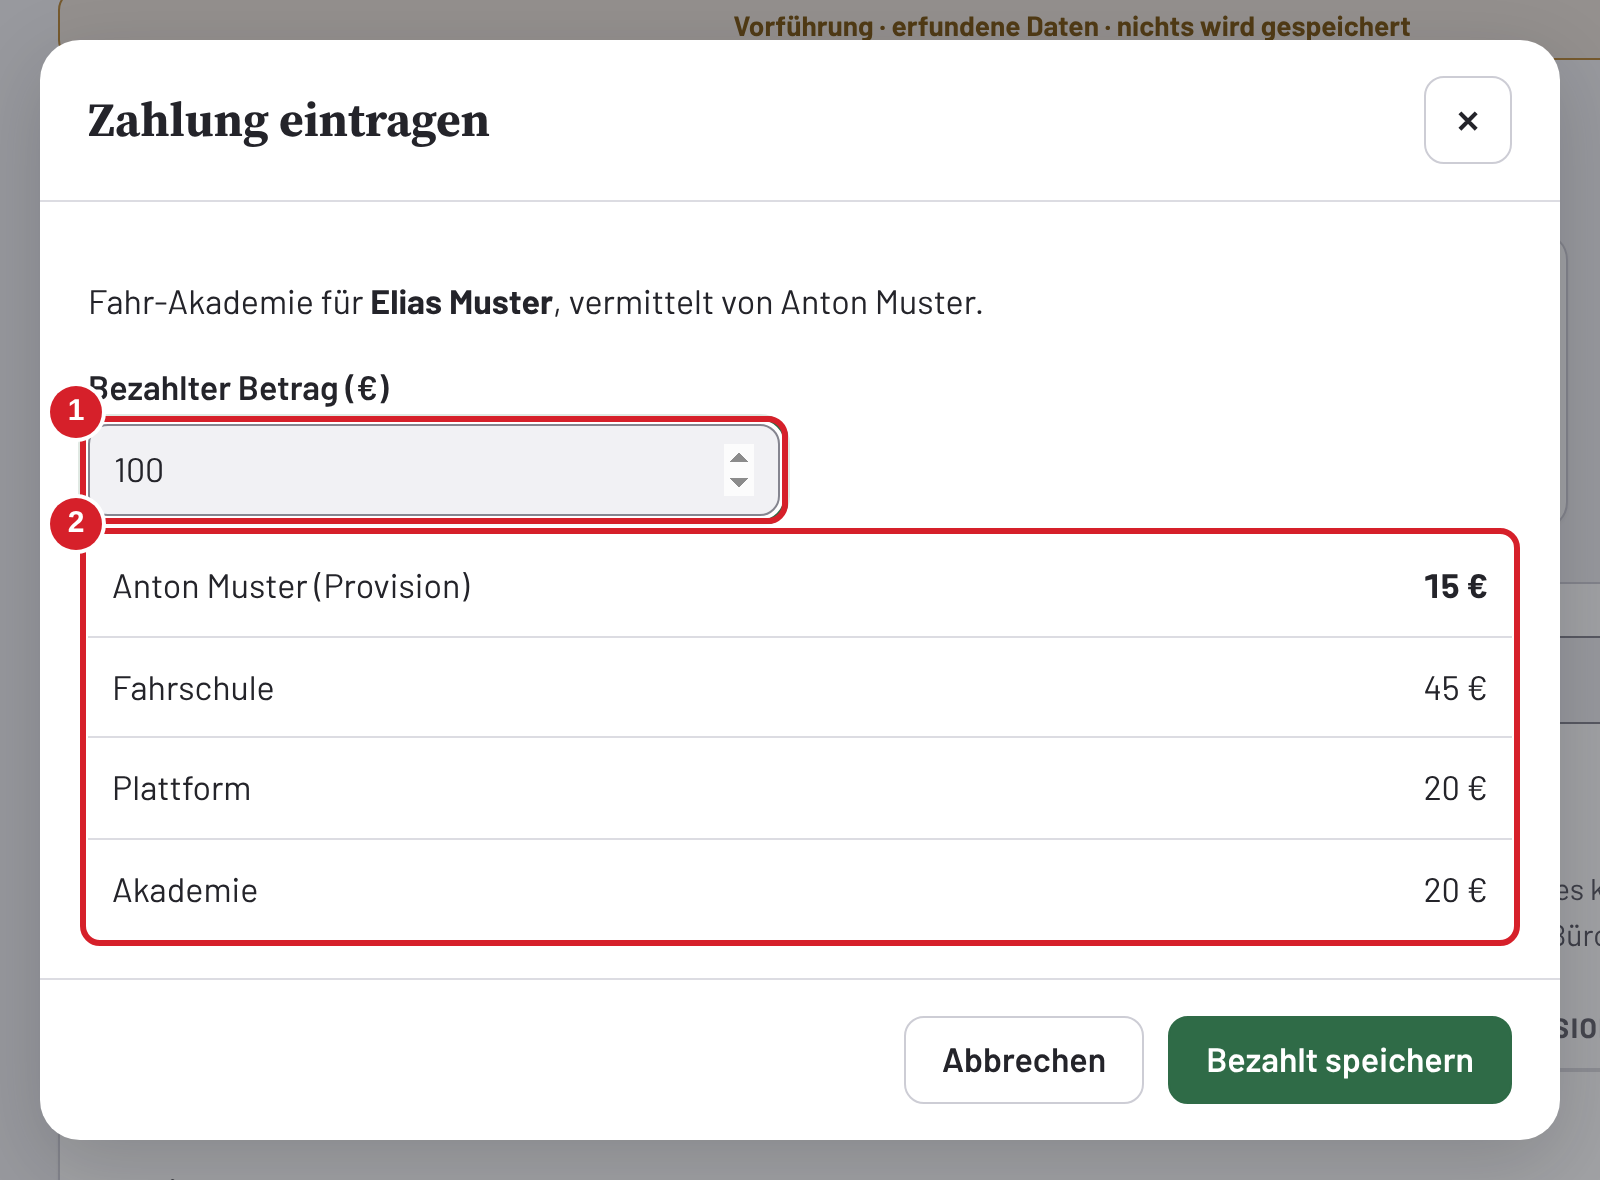 Vorführung · erfundene Daten · nichts wird gespeichert
Zahlung eintragen
×
Fahr-Akademie für Elias Muster, vermittelt von Anton Muster.
Bezahlter Betrag (€)
1
100
2
Anton Muster (Provision) 15 €
Fahrschule 45 €
Plattform 20 €
Akademie 20 €
Abbrechen Bezahlt speichern